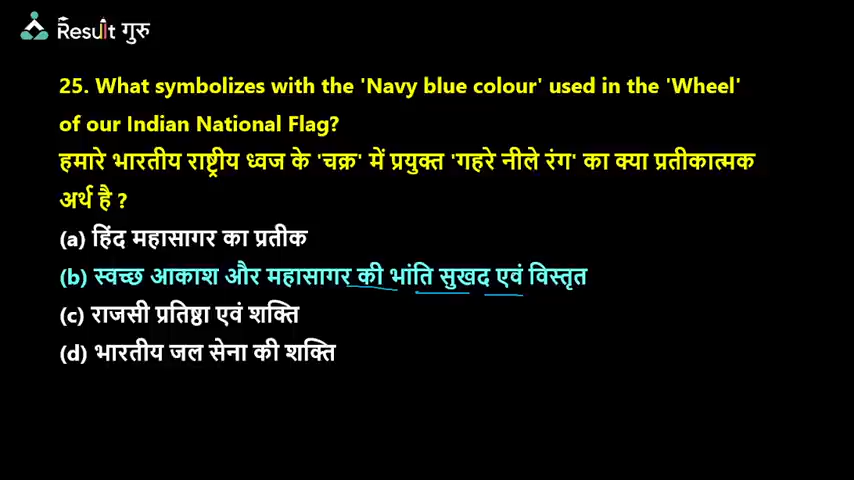 Result गुरु
25. What symbolizes with the 'Navy blue colour' used in the 'Wheel'
of our Indian National Flag?
हमारे भारतीय राष्ट्रीय ध्वज के 'चक्र' में प्रयुक्त 'गहरे नीले रंग' का क्या प्रतीकात्मक
अर्थ है ?
(a) हिंद महासागर का प्रतीक
(b) स्वच्छ आकाश और महासागर की भांति सुखद एवं विस्तृत
(c) राजसी प्रतिष्ठा एवं शक्ति
(d) भारतीय जल सेना की शक्ति